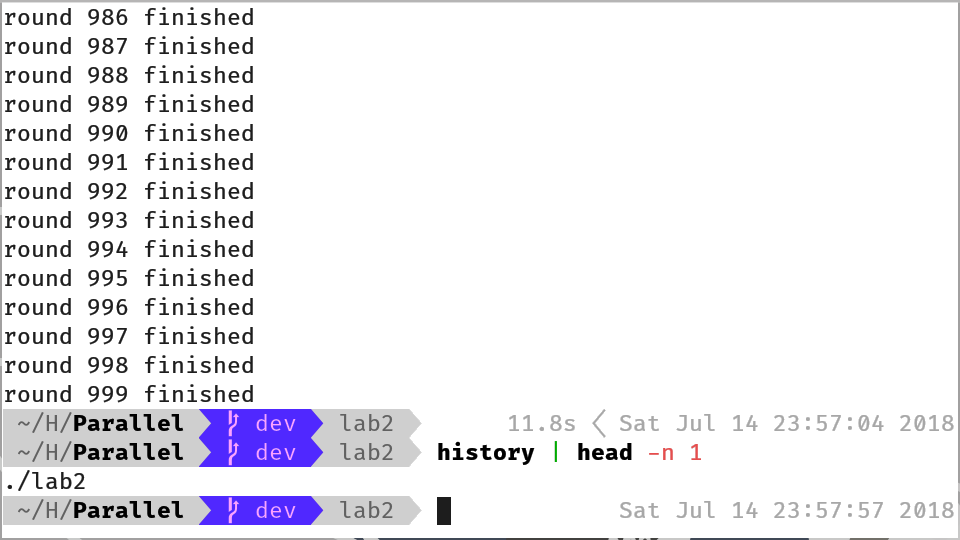 round 986 finished
round 987 finished
round 988 finished
round 989 finished
round 990 finished
round 991 finished
round 992 finished
round 993 finished
round 994 finished
round 995 finished
round 996 finished
round 997 finished
round 998 finished
round 999 finished
~/H/Parallel dev lab2 11.8s Sat Jul 14 23:57:04 2018
~/H/Parallel dev lab2 history | head -n 1
./lab2
~/H/Parallel dev lab2 Sat Jul 14 23:57:57 2018